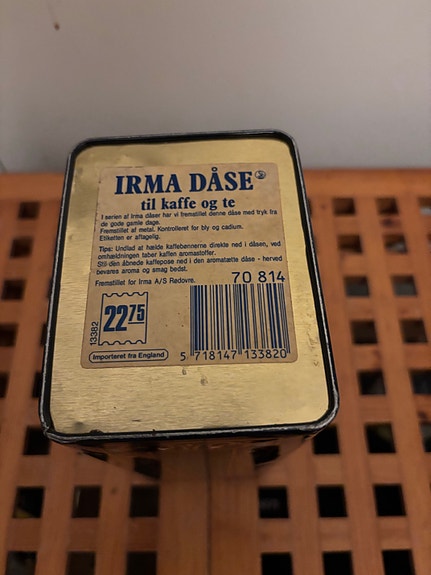 IRMA DÅSE
til kaffe og te
I serien af Irma dåser har vi fremstillet denne dåse med tryk fra
de gode gamle dage.
Fremstillet af metal. Kontrolleret for bly og cadium.
Etiketten er aftagelig.
Tips: Undlad at hælde kaffebønnerne direkte ned i dåsen, ved
omhældningen taber kaffen aromastoffer.
Stil den åbnede kaffepose ned i den aromatætte dåse - herved
bevares aroma og smag bedst.
Fremstillet for Irma A/S Rødovre.
70 814
13382
22.75
Importeret fra England
5 718147 133820